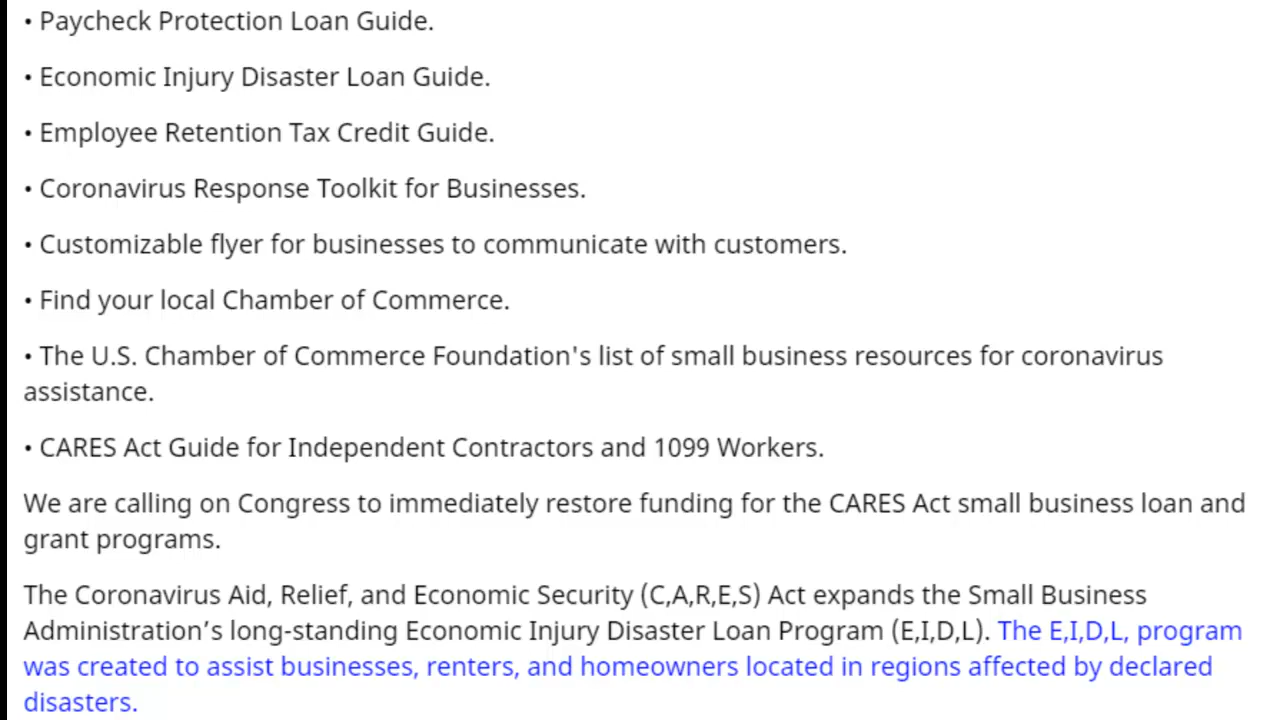 • Paycheck Protection Loan Guide.
• Economic Injury Disaster Loan Guide.
• Employee Retention Tax Credit Guide.
• Coronavirus Response Toolkit for Businesses.
• Customizable flyer for businesses to communicate with customers.
• Find your local Chamber of Commerce.
• The U.S. Chamber of Commerce Foundation's list of small business resources for coronavirus
assistance.
• CARES Act Guide for Independent Contractors and 1099 Workers.
We are calling on Congress to immediately restore funding for the CARES Act small business loan and
grant programs.
The Coronavirus Aid, Relief, and Economic Security (C,A,R,E,S) Act expands the Small Business
Administration’s long-standing Economic Injury Disaster Loan Program (E,I,D,L). The E,I,D,L, program
was created to assist businesses, renters, and homeowners located in regions affected by declared
disasters.